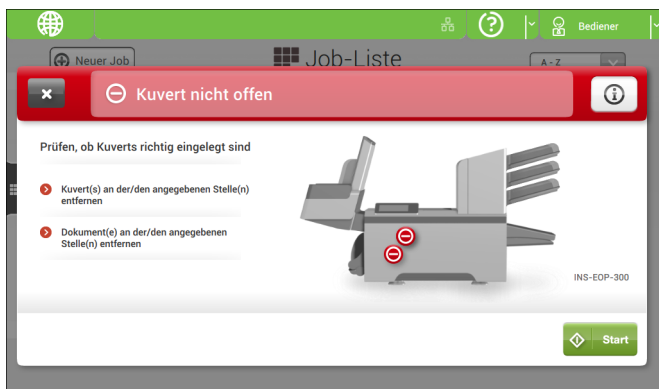 Bediener
Neuer Job
Job-Liste
A - Z
Kuvert nicht offen
Prüfen, ob Kuverts richtig eingelegt sind
Kuvert(s) an der/den angegebenen Stelle(n)
entfernen
Dokument(e) an der/den angegebenen
Stelle(n) entfernen
INS-EOP-300
Start